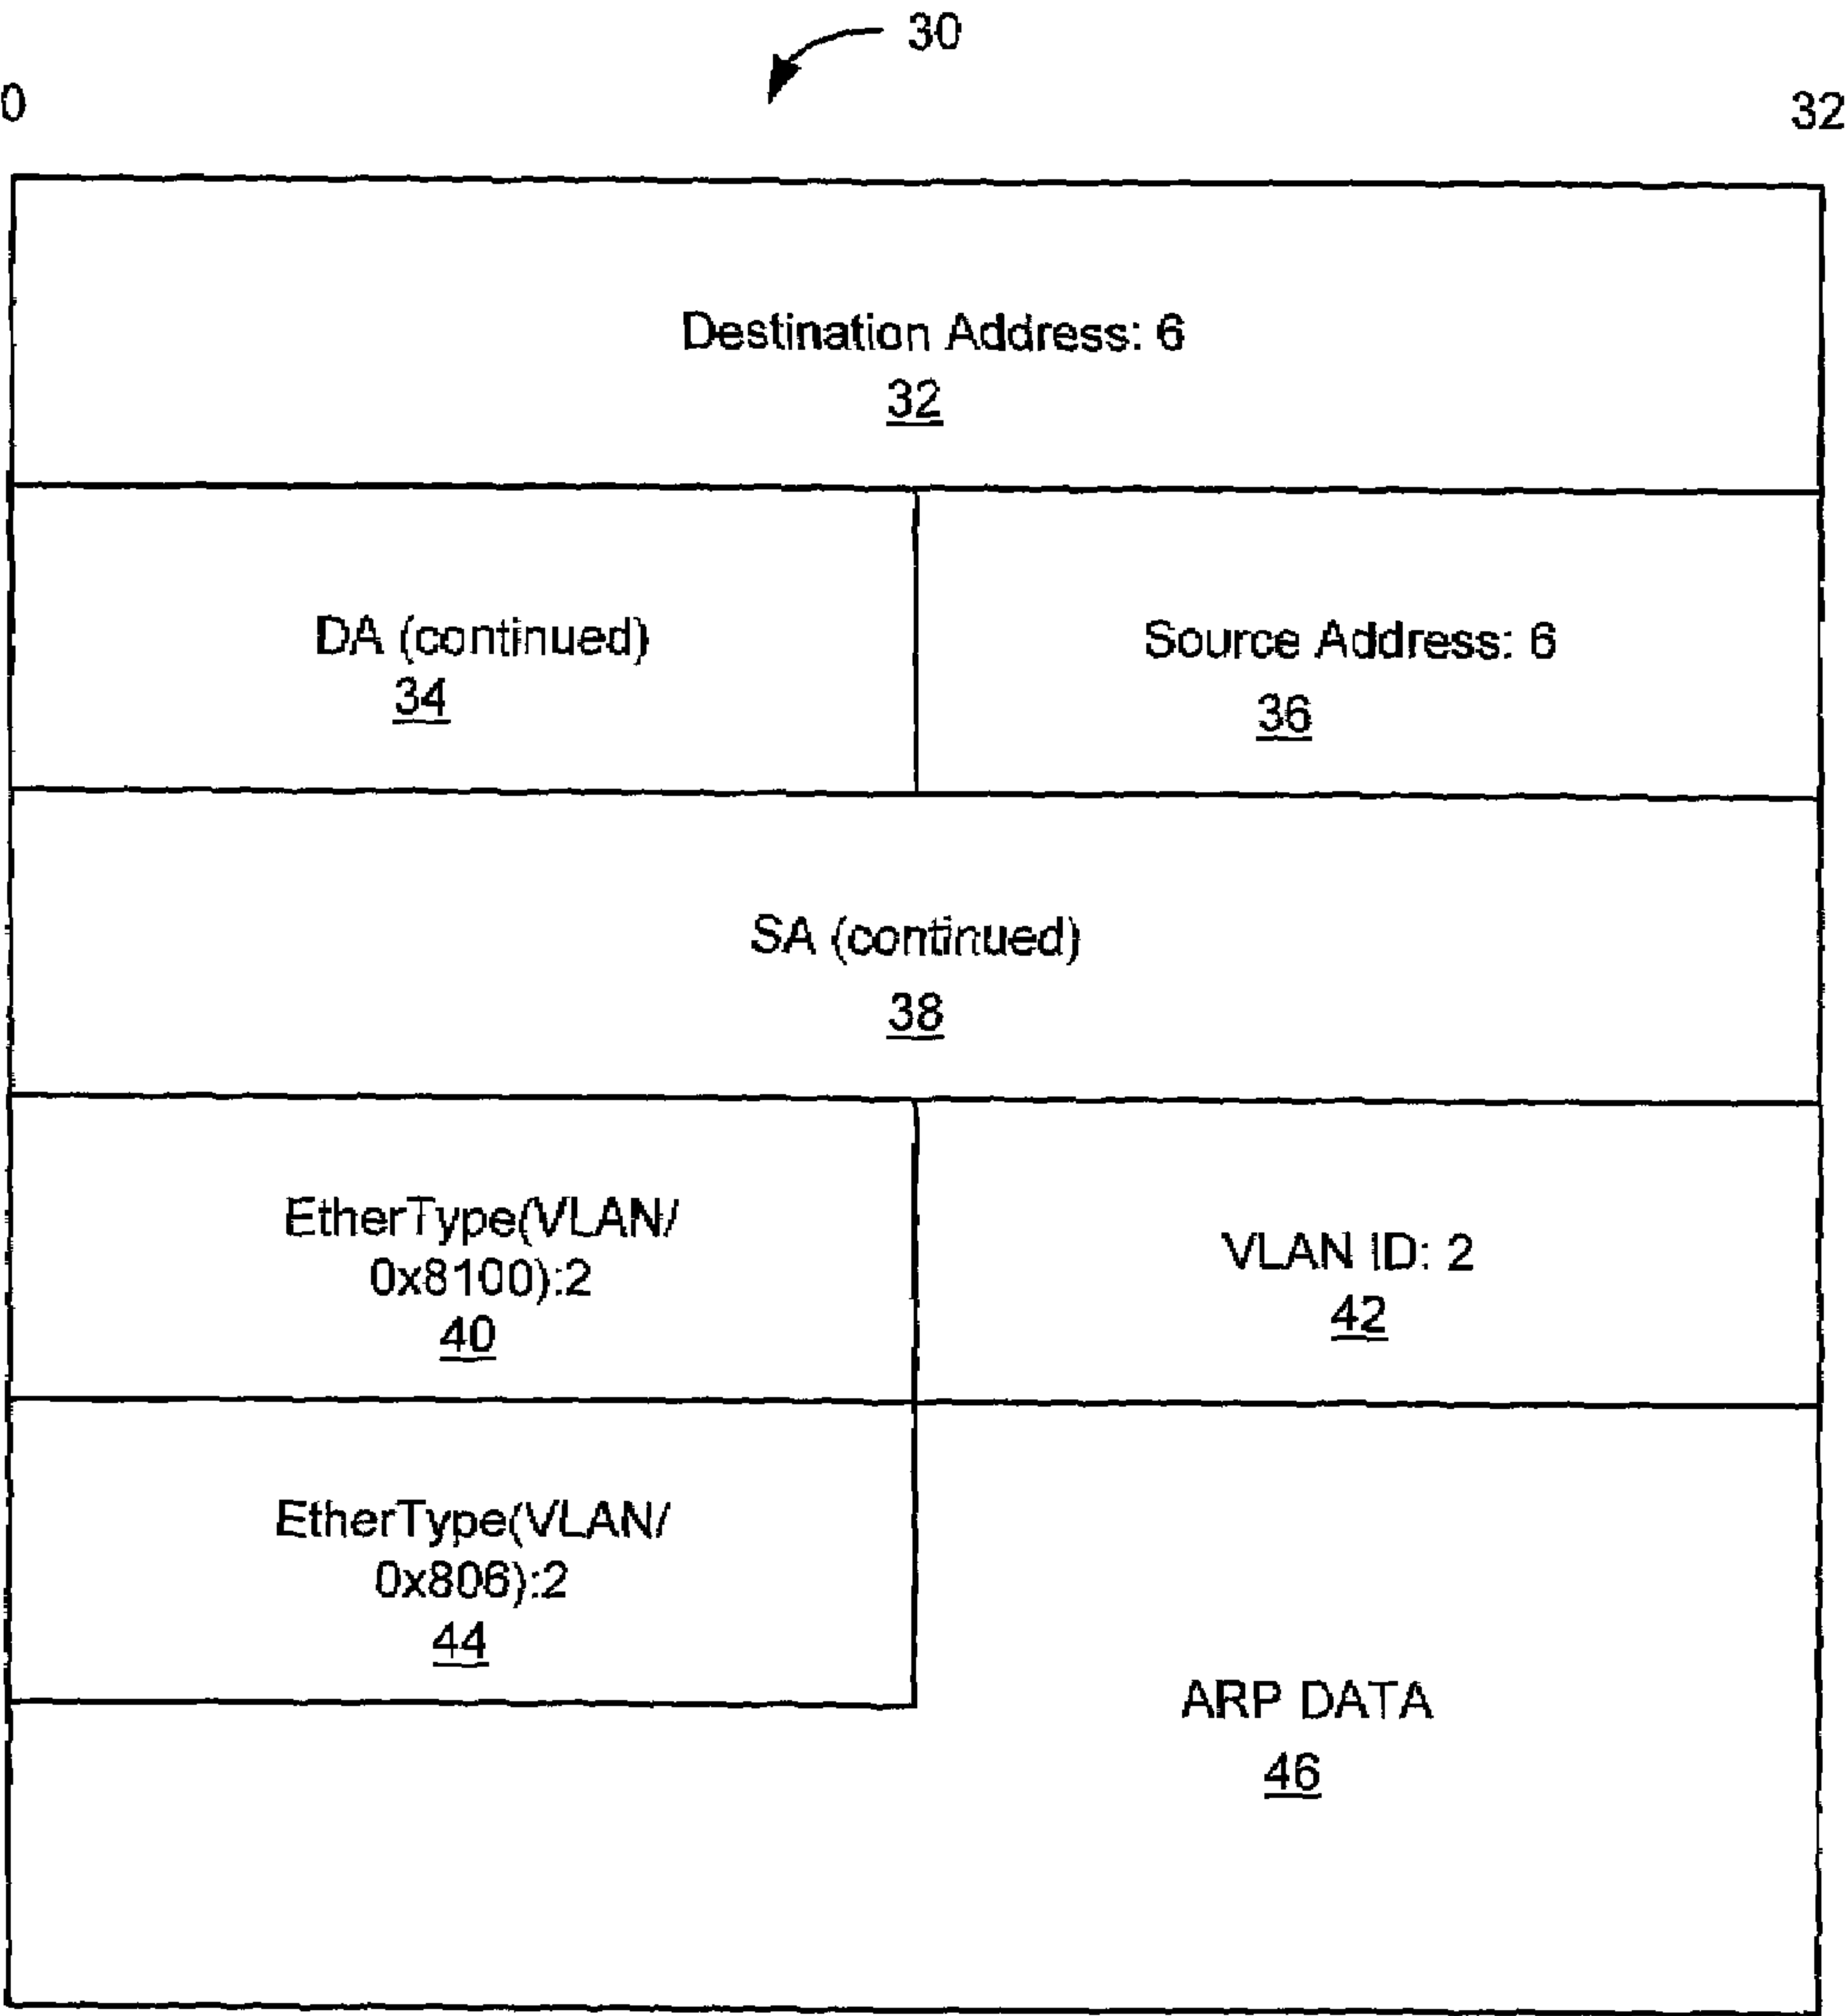 30
0
32
Destination Address: 6
32
DA (continued)
34
Source Address: 6
36
SA (continued)
38
EtherType(VLAN/
0x8100):2
40
VLAN ID: 2
42
EtherType(VLAN/
0x806):2
44
ARP DATA
46